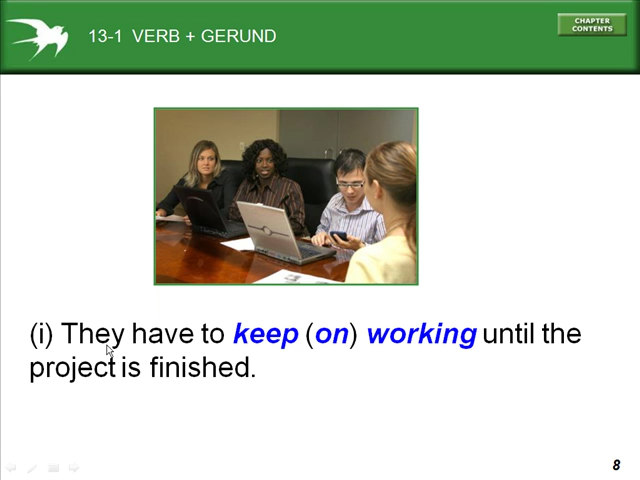 13-1 VERB + GERUND
CHAPTER
CONTENTS
(i) They have to keep (on) working until the
project is finished.
8